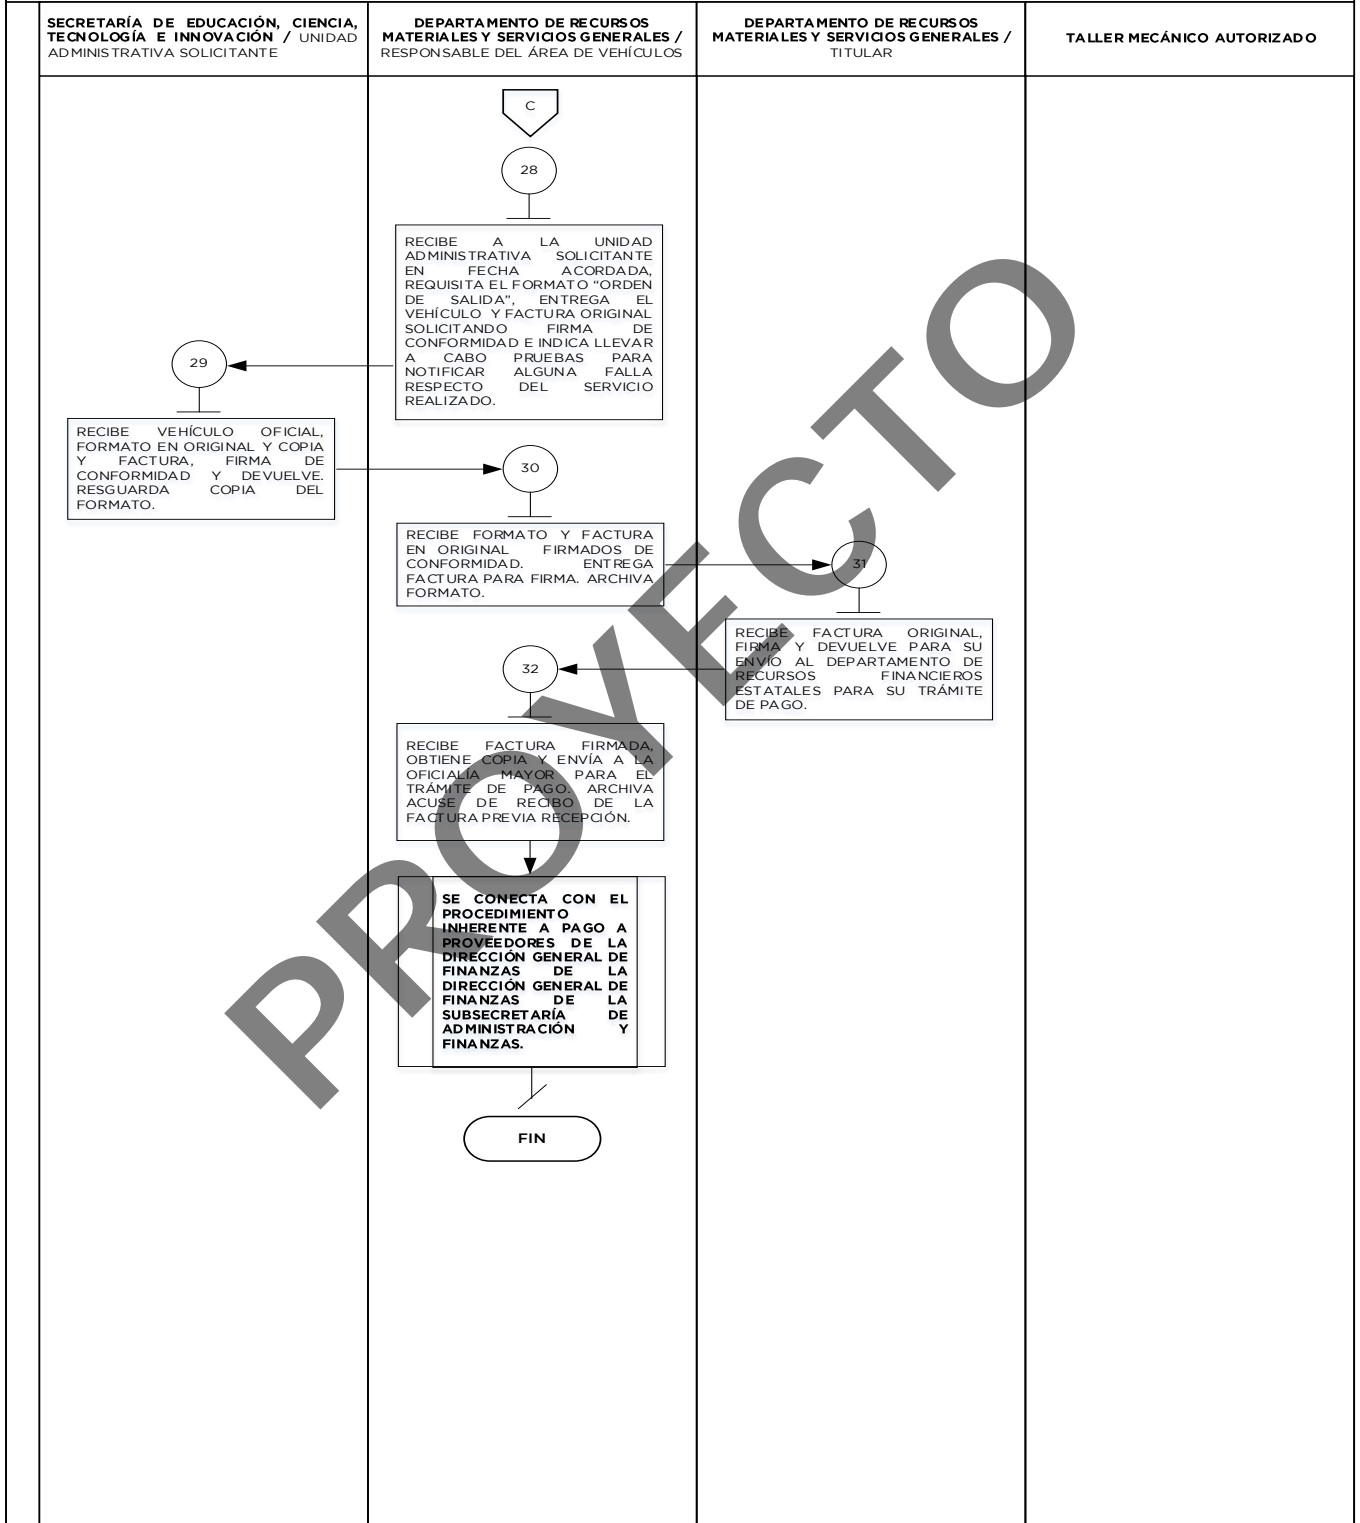 SECRETARÍA DE EDUCACIÓN, CIENCIA,
TECNOLOGÍA E INNOVACIÓN / UNIDAD
ADMINISTRATIVA SOLICITANTE
DEPARTAMENTO DE RECURSOS
MATERIALES Y SERVICIOS GENERALES /
RESPONSABLE DEL ÁREA DE VEHÍCULOS
DEPARTAMENTO DE RECURSOS
MATERIALES Y SERVICIOS GENERALES /
TITULAR
TALLER MECÁNICO AUTORIZADO
C
28
RECIBE A LA UNIDAD
ADMINISTRATIVA SOLICITANTE
EN FECHA ACORDADA,
REQUISITA EL FORMATO “ORDEN
DE SALIDA”, ENTREGA EL
VEHÍCULO Y FACTURA ORIGINAL
SOLICITANDO FIRMA DE
CONFORMIDAD E INDICA LLEVAR
A CABO PRUEBAS PARA
NOTIFICAR ALGUNA FALLA
RESPECTO DEL SERVICIO
REALIZADO.
29
RECIBE VEHÍCULO OFICIAL,
FORMATO EN ORIGINAL Y COPIA
Y FACTURA, FIRMA DE
CONFORMIDAD Y DEVUELVE.
RESGUARDA COPIA DEL
FORMATO.
30
RECIBE FORMATO Y FACTURA
EN ORIGINAL FIRMADOS DE
CONFORMIDAD. ENTREGA
FACTURA PARA FIRMA. ARCHIVA
FORMATO.
31
RECIBE FACTURA ORIGINAL,
FIRMA Y DEVUELVE PARA SU
ENVÍO AL DEPARTAMENTO DE
RECURSOS FINANCIEROS
ESTATALES PARA SU TRÁMITE
DE PAGO.
32
RECIBE FACTURA FIRMADA,
OBTIENE COPIA Y ENVÍA A LA
OFICIALIA MAYOR PARA EL
TRÁMITE DE PAGO. ARCHIVA
ACUSE DE RECIBO DE LA
FACTURA PREVIA RECEPCIÓN.
SE CONECTA CON EL
PROCEDIMIENTO
INHERENTE A PAGO A
PROVEEDORES DE LA
DIRECCIÓN GENERAL DE
FINANZAS DE LA
DIRECCIÓN GENERAL DE
FINANZAS DE LA
SUBSECRETARÍA DE
ADMINISTRACIÓN Y
FINANZAS.
FIN
PROYECTO